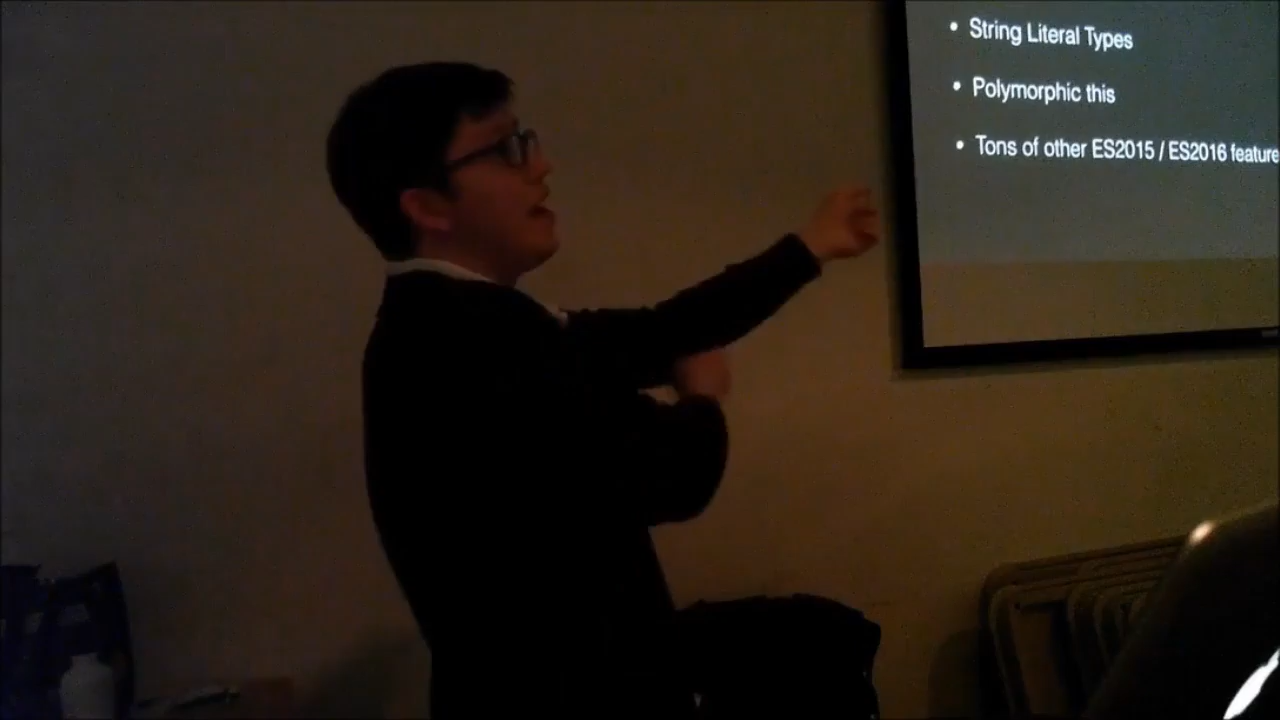 • String Literal Types
• Polymorphic this
• Tons of other ES2015 / ES2016 feature